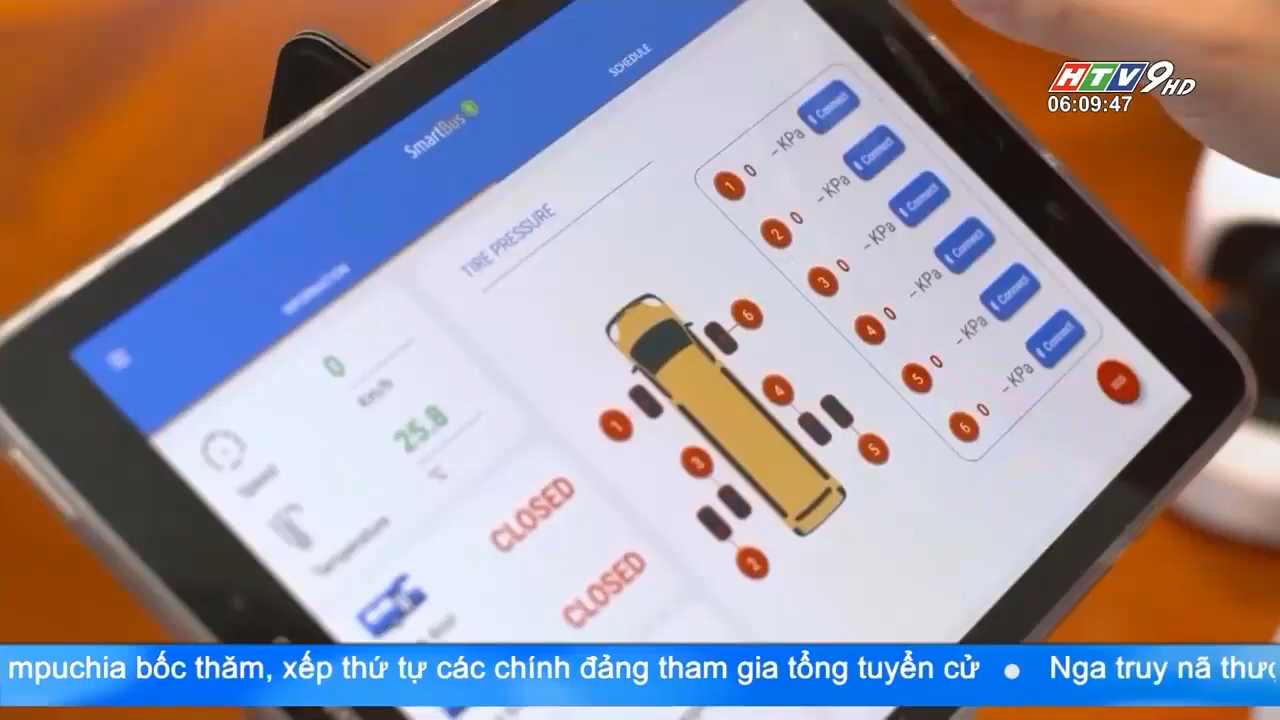 HTV9HD
06:09:47
SCHEDULE
SmartBus
INFORMATION
TIRE PRESSURE
1 0 – KPa Connect
2 0 – KPa Connect
3 0 – KPa Connect
4 0 – KPa Connect
5 0 – KPa Connect
6 0 – KPa Connect
0
Km/h
Speed
25.8
°C
Temperature
CLOSED
CLOSED
6
1
4
3
5
2
mpuchia bốc thăm, xếp thứ tự các chính đảng tham gia tổng tuyển cử • Nga truy nã thư